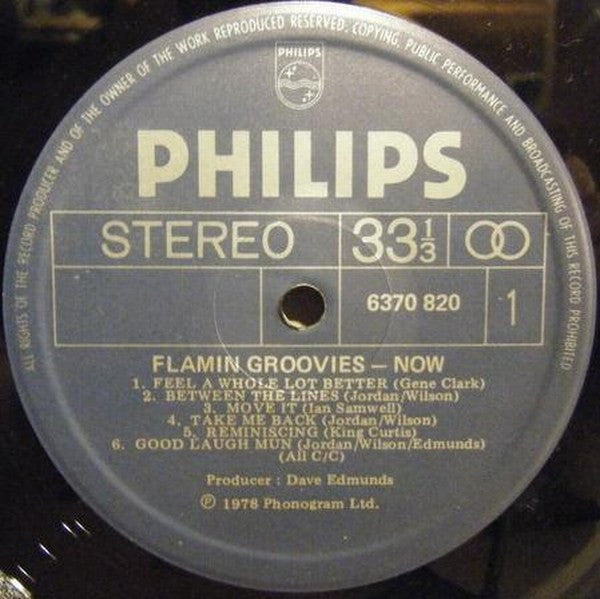 ALL RIGHTS OF THE RECORD PRODUCER AND OF THE OWNER OF THE WORK REPRODUCED RESERVED. COPYING, PUBLIC PERFORMANCE AND BROADCASTING OF THIS RECORD PROHIBITED
PHILIPS
PHILIPS
STEREO 33 1/3
6370 820 1
FLAMIN GROOVIES — NOW
1. FEEL A WHOLE LOT BETTER (Gene Clark)
2. BETWEEN THE LINES (Jordan/Wilson)
3. MOVE IT (Ian Samwell)
4. TAKE ME BACK (Jordan/Wilson)
5. REMINISCING (King Curtis)
6. GOOD LAUGH MUN (Jordan/Wilson/Edmunds)
(All C/C)
Producer : Dave Edmunds
℗ 1978 Phonogram Ltd.